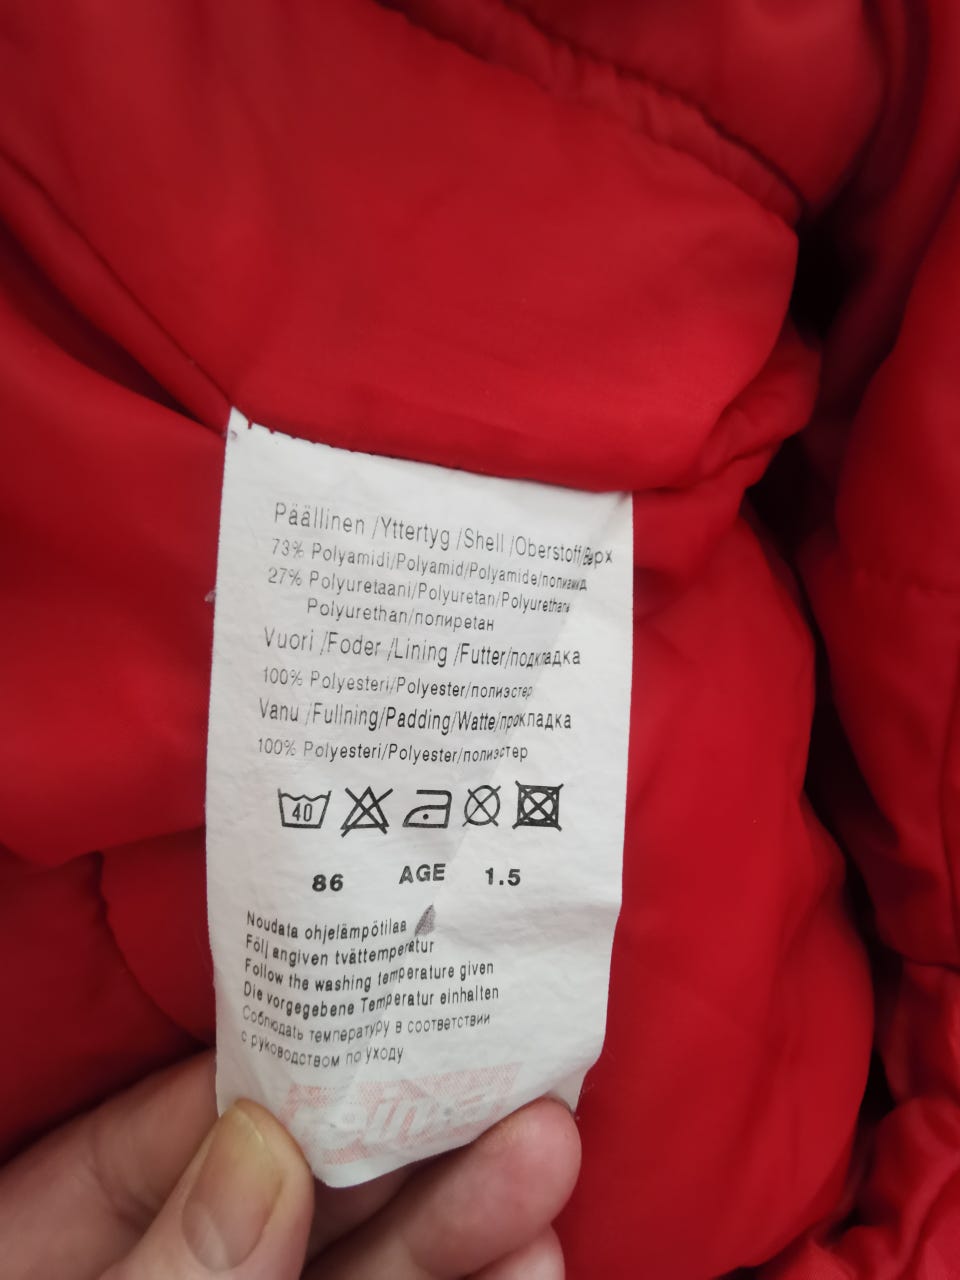 Päällinen /Yttertyg /Shell /Oberstoff/Верх
73% Polyamidi/Polyamid/Polyamide/полиамид
27% Polyuretaani/Polyuretan/Polyurethane
Polyurethan/полиретан
Vuori /Foder /Lining /Futter/подкладка
100% Polyesteri/Polyester/полиэстер
Vanu /Fullning/Padding/Watte/прокладка
100% Polyesteri/Polyester/полиэстер
40
86 AGE 1.5
Noudata ohjelämpötilaa
Följ angiven tvättemperatur
Follow the washing temperature given
Die vorgegebene Temperatur einhalten
Соблюдать температуру в соответствии
с руководством по уходу